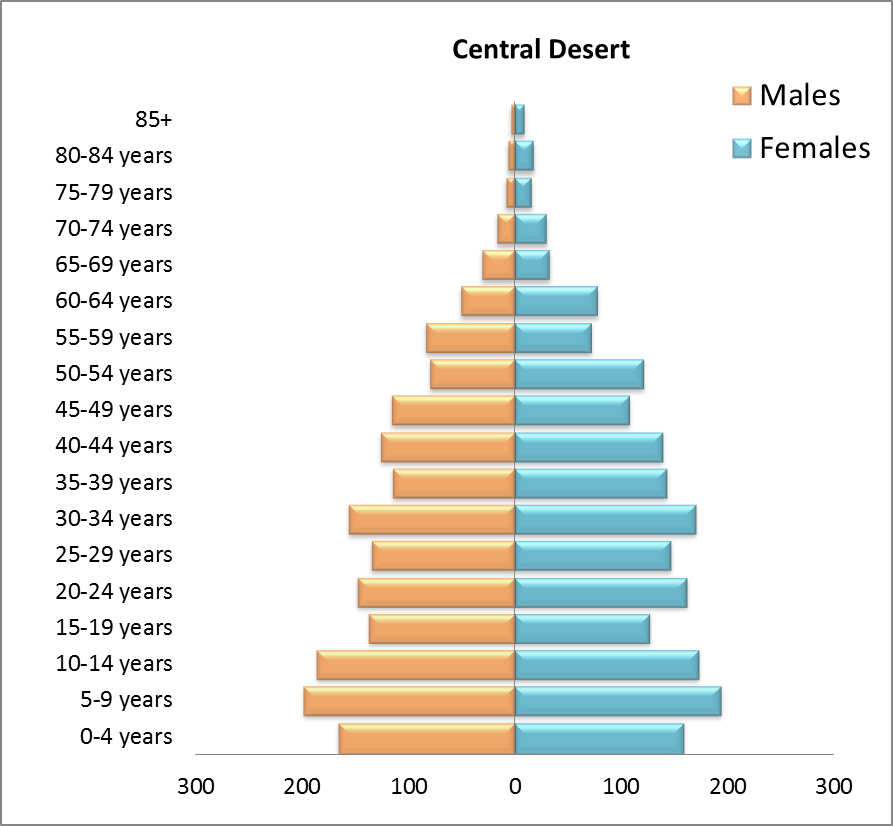 Central Desert
Males
Females
85+
80-84 years
75-79 years
70-74 years
65-69 years
60-64 years
55-59 years
50-54 years
45-49 years
40-44 years
35-39 years
30-34 years
25-29 years
20-24 years
15-19 years
10-14 years
5-9 years
0-4 years
300 200 100 0 100 200 300